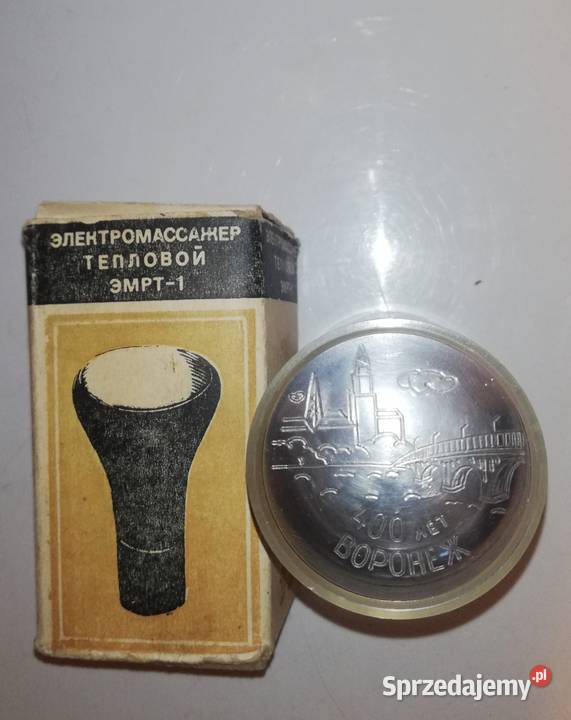 ЭЛЕКТРОМАССАЖЕР
ТЕПЛОВОЙ
ЭМРТ-1
400 ЛЕТ
ВОРОНЕЖ
Sprzedajemy.pl